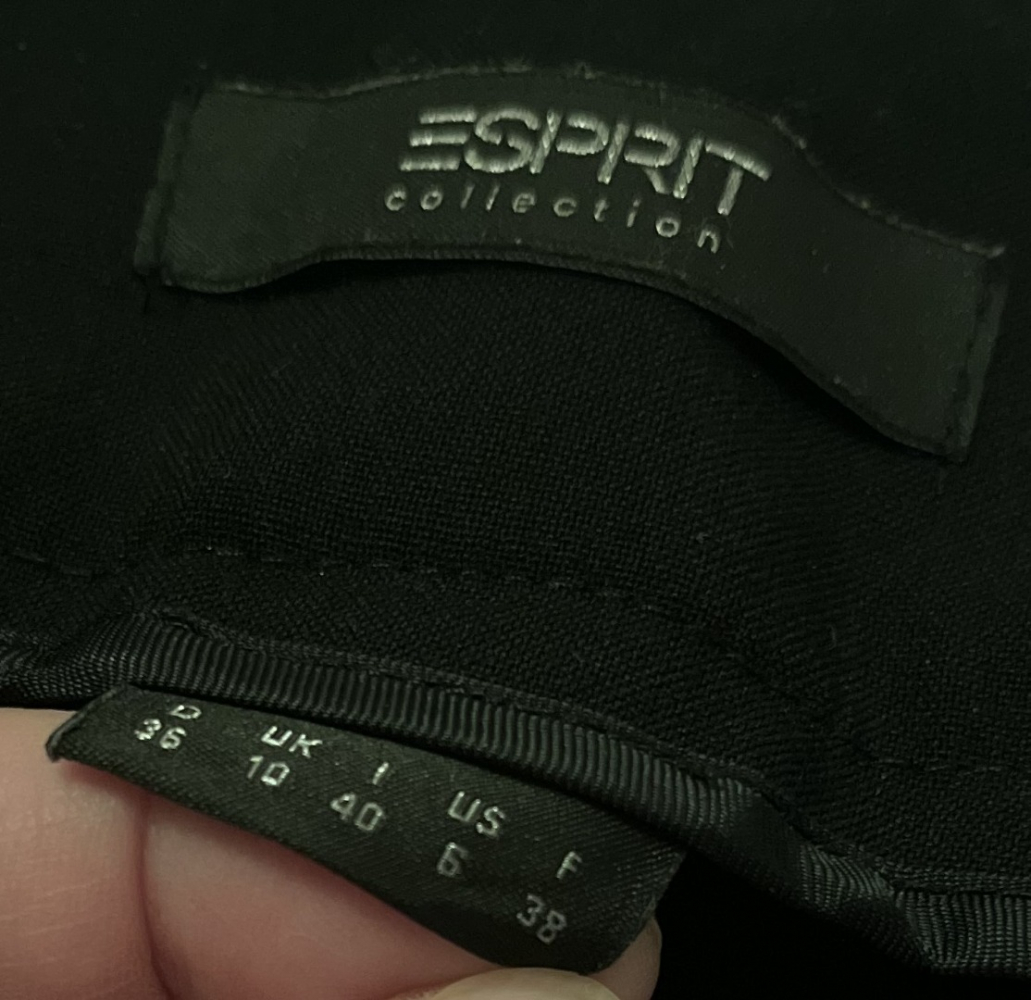 ESPRIT
collection
D UK I US F
36 10 40 6 38